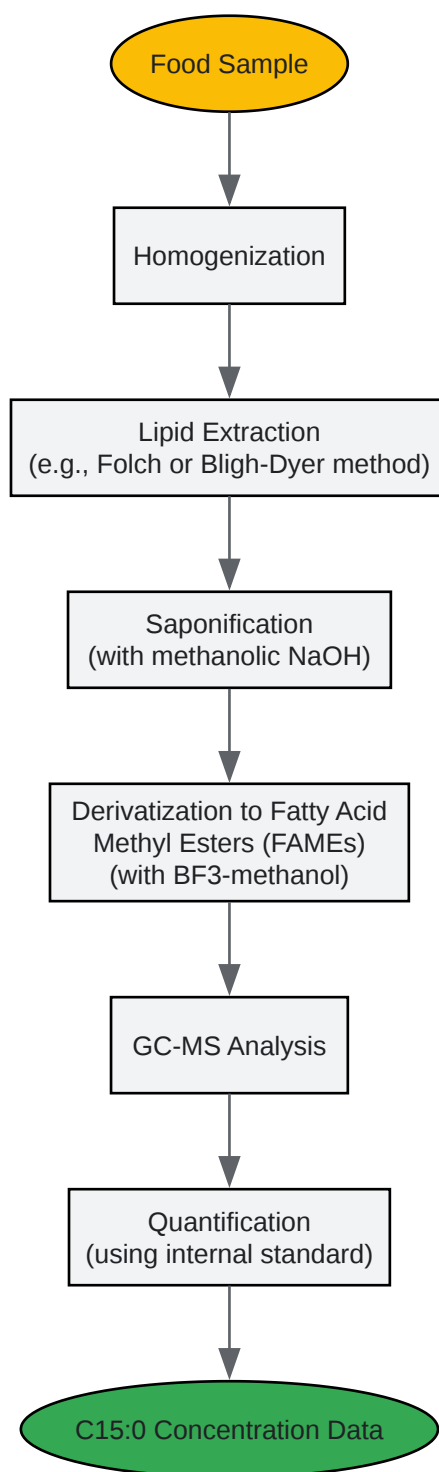 Food Sample
Homogenization
Lipid Extraction
(e.g., Folch or Bligh-Dyer method)
Saponification
(with methanolic NaOH)
Derivatization to Fatty Acid
Methyl Esters (FAMEs)
(with BF3-methanol)
GC-MS Analysis
Quantification
(using internal standard)
C15:0 Concentration Data